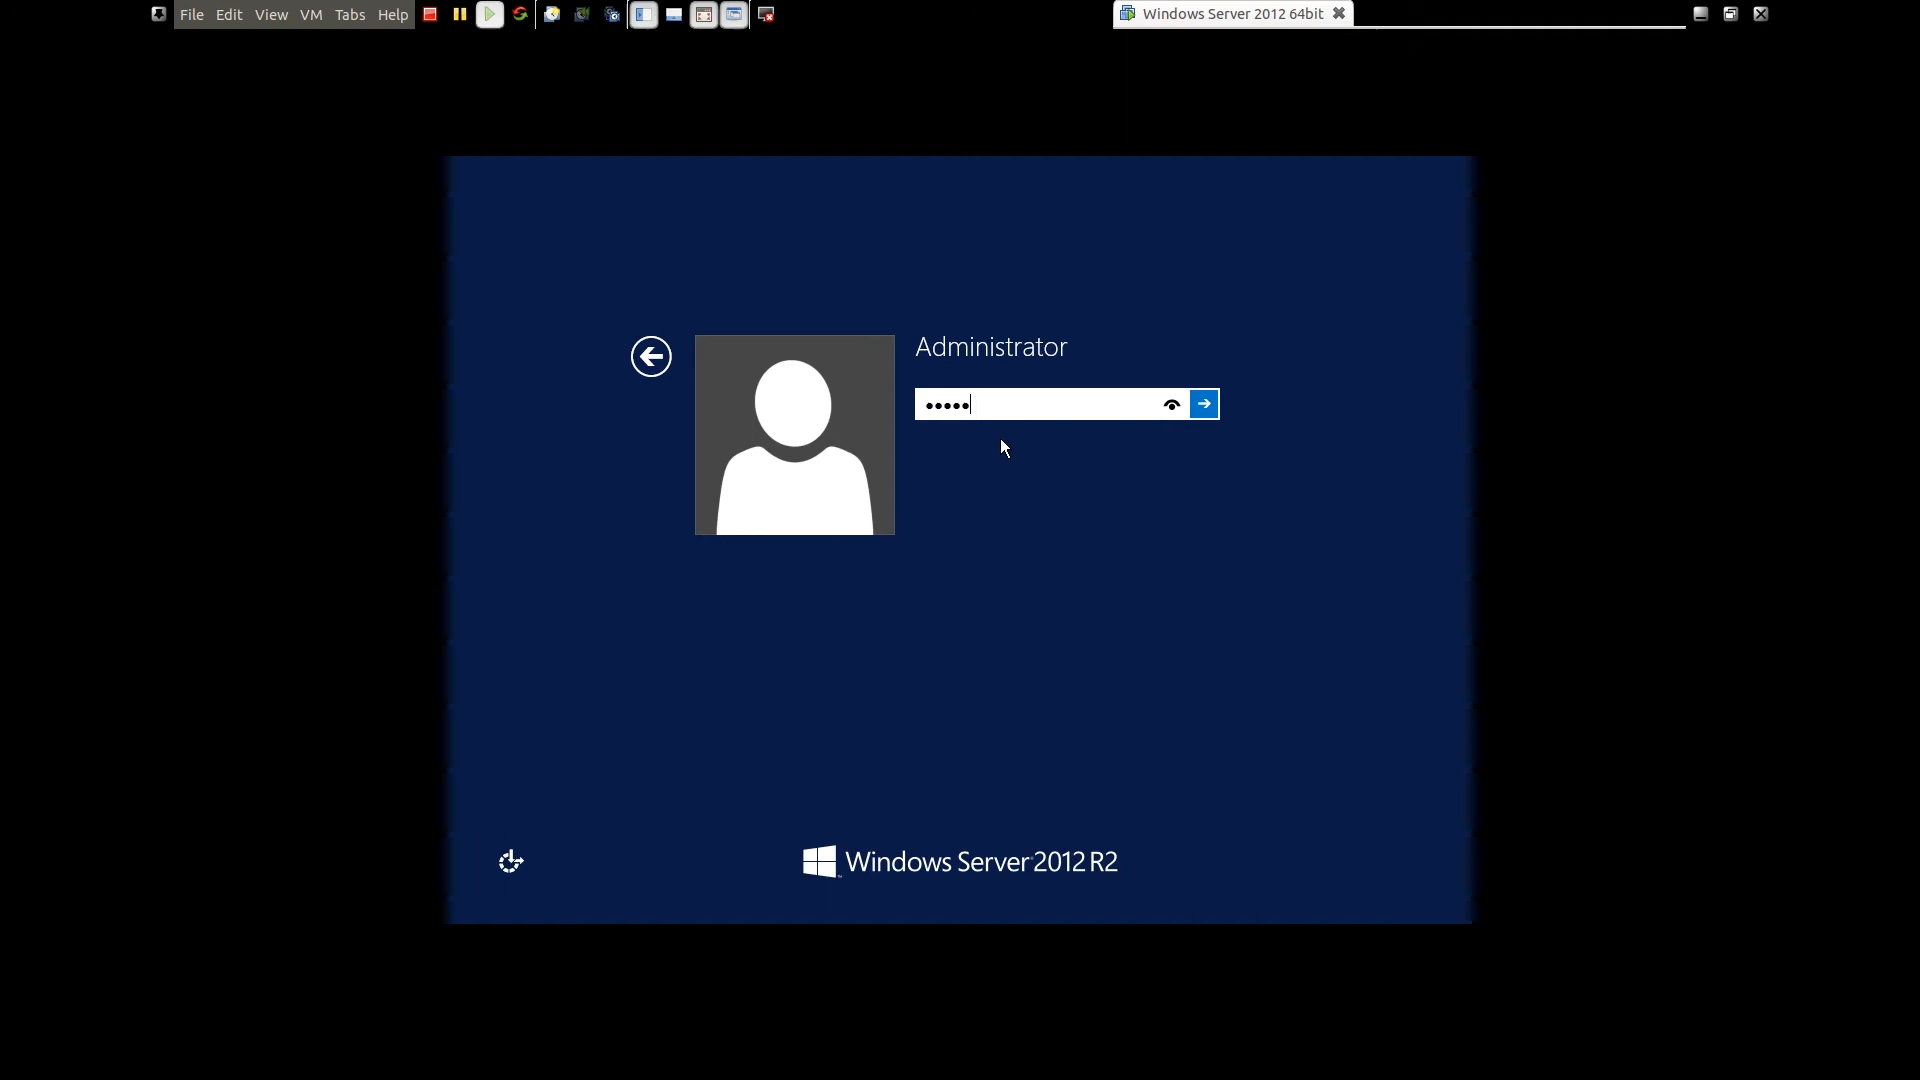 File Edit View VM Tabs Help
Windows Server 2012 64bit
Administrator
•••••
Windows Server 2012 R2